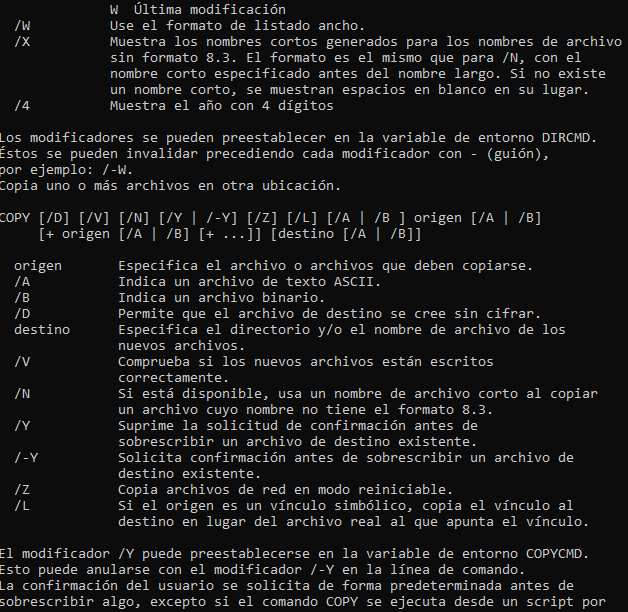 W  Última modificación
/W          Use el formato de listado ancho.
/X          Muestra los nombres cortos generados para los nombres de archivo
            sin formato 8.3. El formato es el mismo que para /N, con el
            nombre corto especificado antes del nombre largo. Si no existe
            un nombre corto, se muestran espacios en blanco en su lugar.
/4          Muestra el año con 4 dígitos

Los modificadores se pueden preestablecer en la variable de entorno DIRCMD.
Éstos se pueden invalidar precediendo cada modificador con - (guión),
por ejemplo: /-W.
Copia uno o más archivos en otra ubicación.

COPY [/D] [/V] [/N] [/Y | /-Y] [/Z] [/L] [/A | /B ] origen [/A | /B]
     [+ origen [/A | /B] [+ ...]] [destino [/A | /B]]

  origen       Especifica el archivo o archivos que deben copiarse.
  /A           Indica un archivo de texto ASCII.
  /B           Indica un archivo binario.
  /D           Permite que el archivo de destino se cree sin cifrar.
  destino      Especifica el directorio y/o el nombre de archivo de los
               nuevos archivos.
  /V           Comprueba si los nuevos archivos están escritos
               correctamente.
  /N           Si está disponible, usa un nombre de archivo corto al copiar
               un archivo cuyo nombre no tiene el formato 8.3.
  /Y           Suprime la solicitud de confirmación antes de
               sobrescribir un archivo de destino existente.
  /-Y          Solicita confirmación antes de sobrescribir un archivo de
               destino existente.
  /Z           Copia archivos de red en modo reiniciable.
  /L           Si el origen es un vínculo simbólico, copia el vínculo al
               destino en lugar del archivo real al que apunta el vínculo.

El modificador /Y puede preestablecerse en la variable de entorno COPYCMD.
Esto puede anularse con el modificador /-Y en la línea de comando.
La confirmación del usuario se solicita de forma predeterminada antes de
sobrescribir algo, excepto si el comando COPY se ejecuta desde un script por